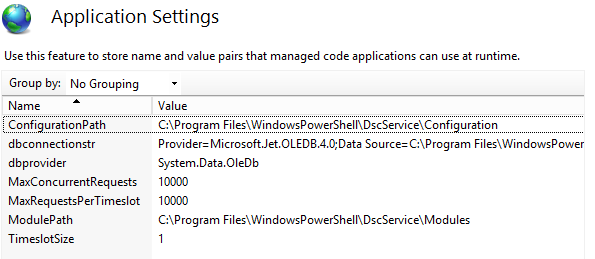 Application Settings
Use this feature to store name and value pairs that managed code applications can use at runtime.
Group by: No Grouping
Name Value
ConfigurationPath C:\Program Files\WindowsPowerShell\DscService\Configuration
dbconnectionstr Provider=Microsoft.Jet.OLEDB.4.0;Data Source=C:\Program Files\WindowsPower
dbprovider System.Data.OleDb
MaxConcurrentRequests 10000
MaxRequestsPerTimeslot 10000
ModulePath C:\Program Files\WindowsPowerShell\DscService\Modules
TimeslotSize 1